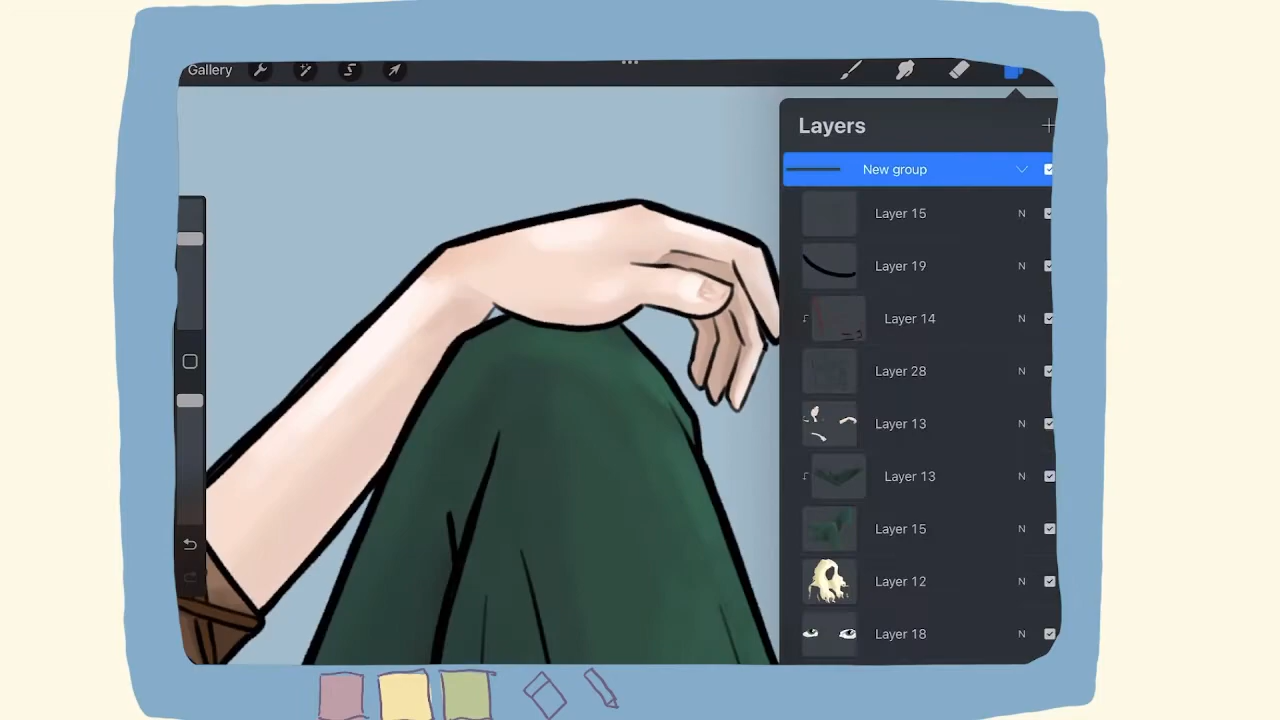 Gallery
Layers
New group
Layer 15 N
Layer 19 N
Layer 14 N
Layer 28 N
Layer 13 N
Layer 13 N
Layer 15 N
Layer 12 N
Layer 18 N